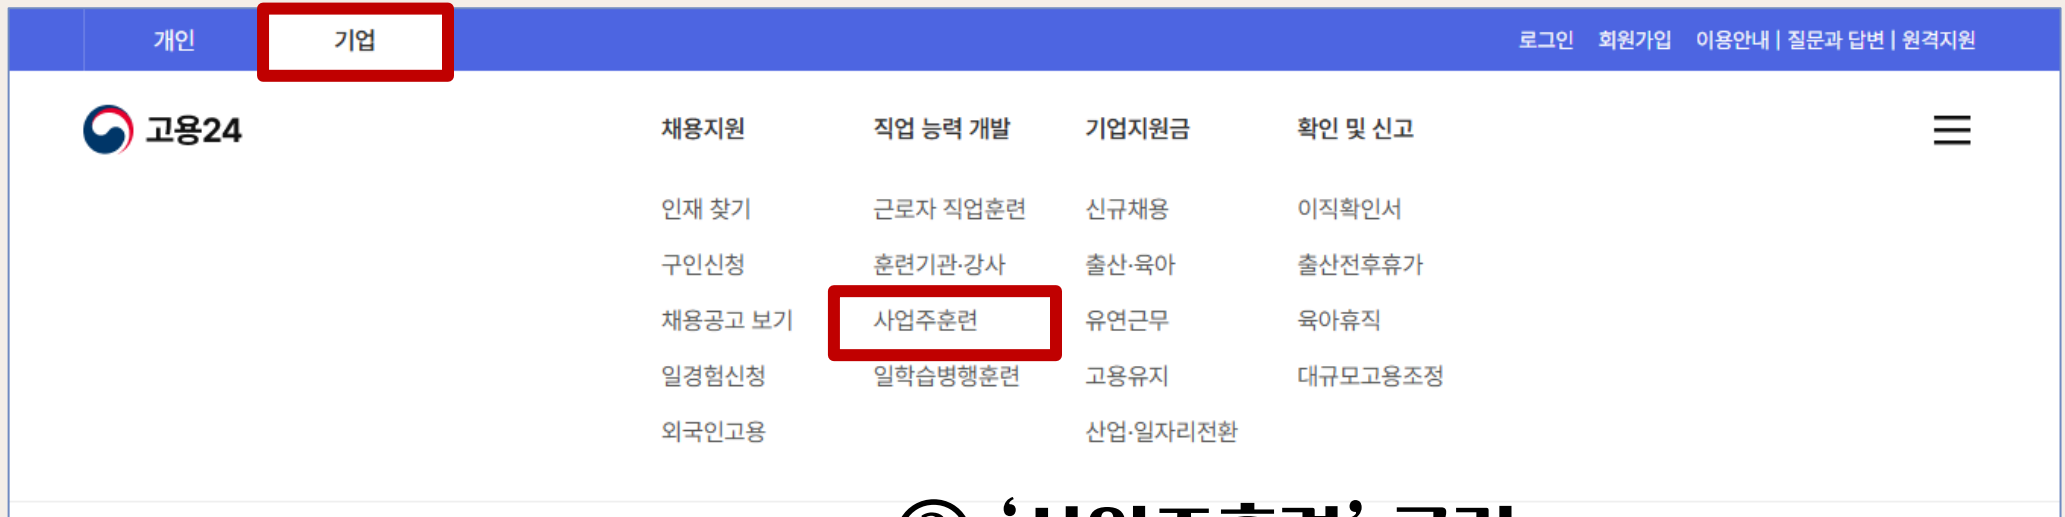 개인 기업 로그인 회원가입 이용안내 | 질문과 답변 | 원격지원
고용24 채용지원 직업 능력 개발 기업지원금 확인 및 신고
인재 찾기 근로자 직업훈련 신규채용 이직확인서
구인신청 훈련기관·강사 출산·육아 출산전후휴가
채용공고 보기 사업주훈련 유연근무 육아휴직
일경험신청 일학습병행훈련 고용유지 대규모고용조정
외국인고용 산업·일자리전환